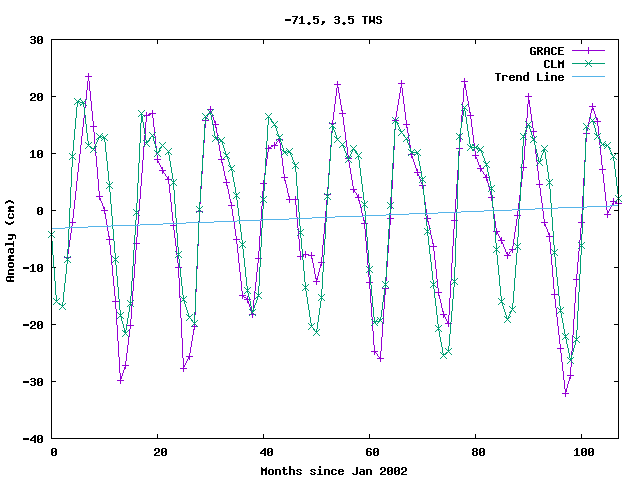 -71.5, 3.5 TWS
GRACE
CLM
Trend Line
30
20
10
0
-10
-20
-30
-40
Anomaly (cm)
0 20 40 60 80 100
Months since Jan 2002